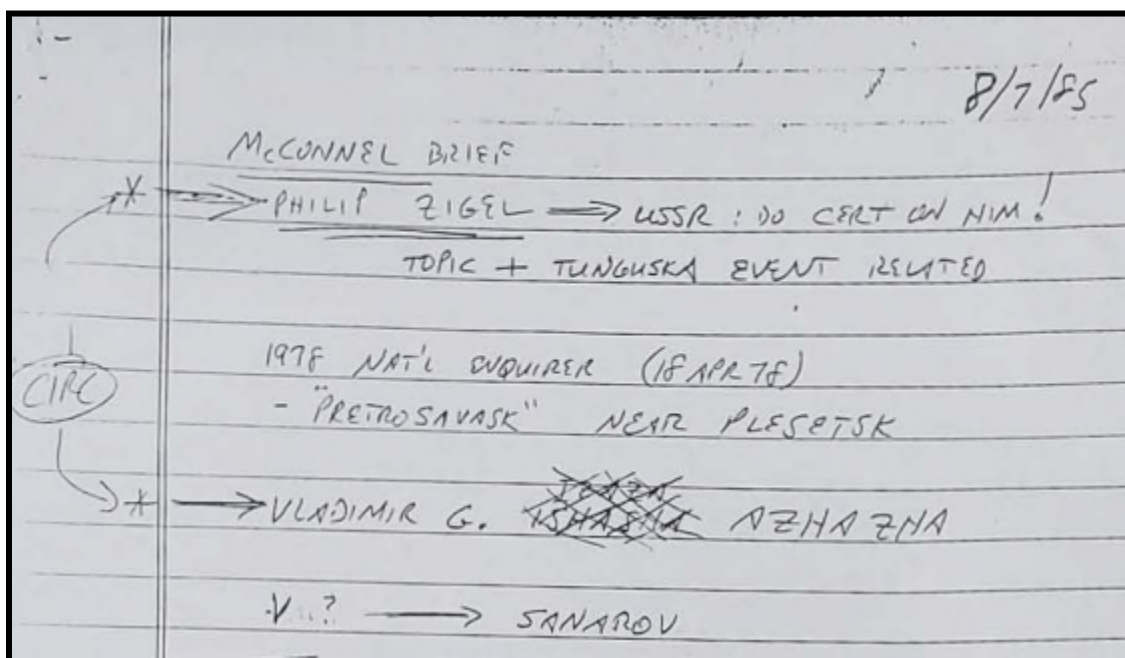 8/7/85
McCONNEL BRIEF
* PHILIP ZIGEL ⟹ USSR : DO CERT ON HIM!
TOPIC + TUNGUSKA EVENT RELATED
1978 NAT'L ENQUIRER (18 APR 78)
CIRC
- "PRETROSAVASK" NEAR PLESETSK
* → VLADIMIR G. AZHAZHA
V..? → SANAROV